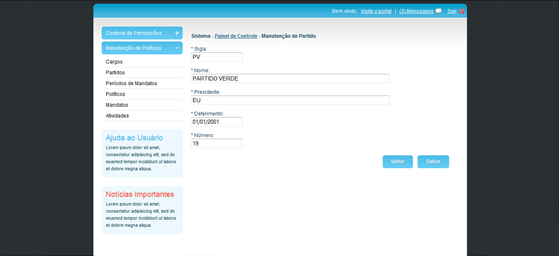 Bem vindo, Visite o portal | (3) Mensagens Sair
Controle de Permissões +
Manutenção de Políticos -
Cargos
Partidos
Períodos de Mandatos
Políticos
Mandatos
Atividades
Ajuda ao Usuário
Lorem ipsum dolor sit amet,
consectetur adipisicing elit, sed do
eiusmod tempor incididunt ut labore
et dolore magna aliqua.
Notícias Importantes
Lorem ipsum dolor sit amet,
consectetur adipisicing elit, sed do
eiusmod tempor incididunt ut labore
et dolore magna aliqua.
Sistema - Painel de Controle - Manutenção de Partido
* Sigla:
PV
* Nome:
PARTIDO VERDE
* Presidente:
EU
* Deferimento:
01/01/2001
* Número:
19
Voltar Salvar